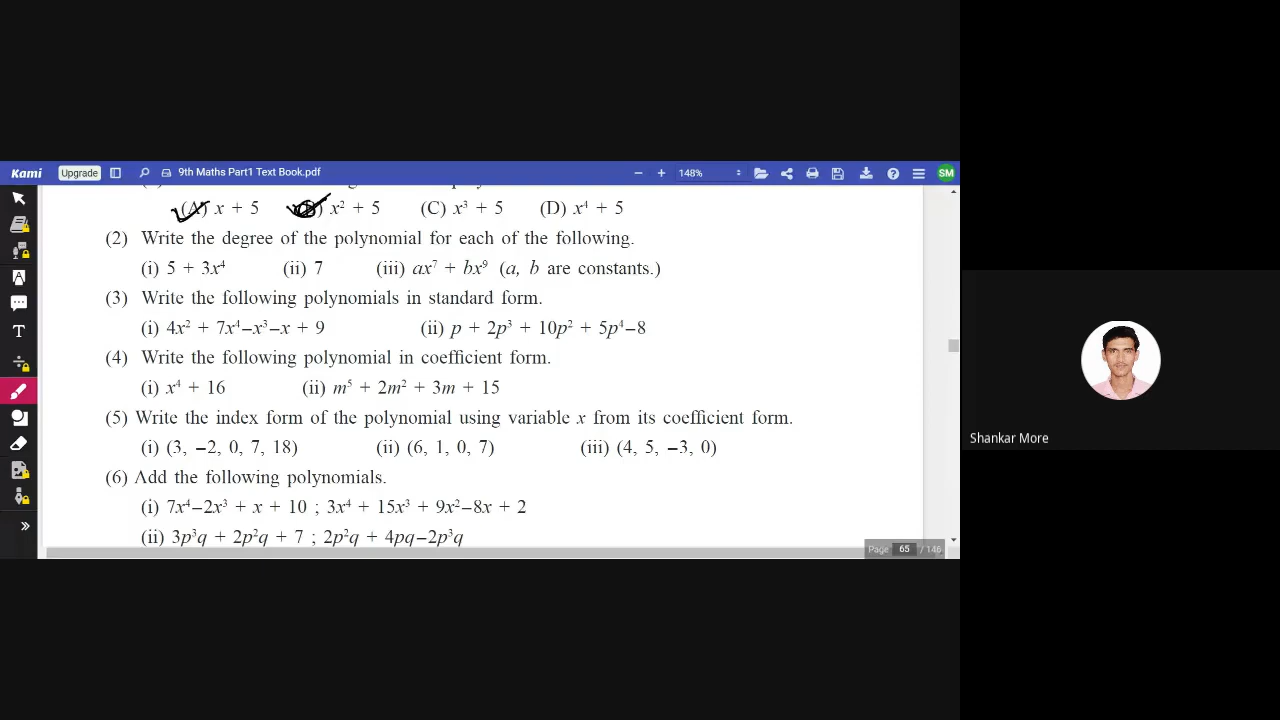 Kami Upgrade 9th Maths Part1 Text Book.pdf − + 148% SM
(A) x + 5 x² + 5 (C) x³ + 5 (D) x⁴ + 5
(2) Write the degree of the polynomial for each of the following.
(i) 5 + 3x⁴ (ii) 7 (iii) ax⁷ + bx⁹ (a, b are constants.)
(3) Write the following polynomials in standard form.
(i) 4x² + 7x⁴−x³−x + 9 (ii) p + 2p³ + 10p² + 5p⁴−8
(4) Write the following polynomial in coefficient form.
(i) x⁴ + 16 (ii) m⁵ + 2m² + 3m + 15
(5) Write the index form of the polynomial using variable x from its coefficient form.
(i) (3, −2, 0, 7, 18) (ii) (6, 1, 0, 7) (iii) (4, 5, −3, 0)
(6) Add the following polynomials.
(i) 7x⁴−2x³ + x + 10 ; 3x⁴ + 15x³ + 9x²−8x + 2
(ii) 3p³q + 2p²q + 7 ; 2p²q + 4pq−2p³q
Page 65 / 146
Shankar More